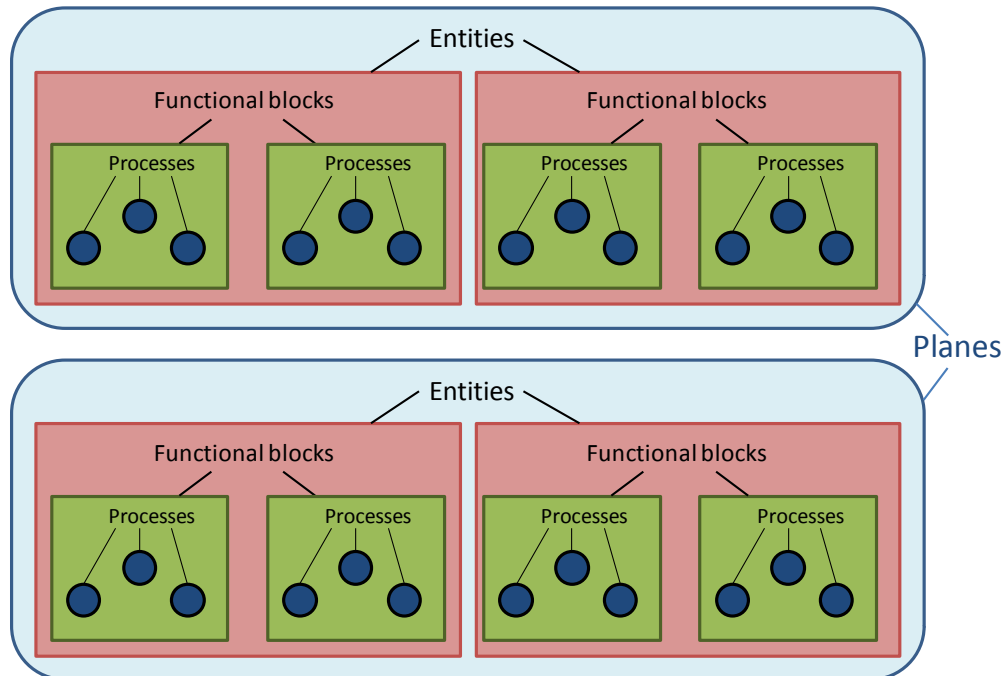 Entities
Functional blocks Functional blocks
Processes Processes Processes Processes
Planes
Entities
Functional blocks Functional blocks
Processes Processes Processes Processes